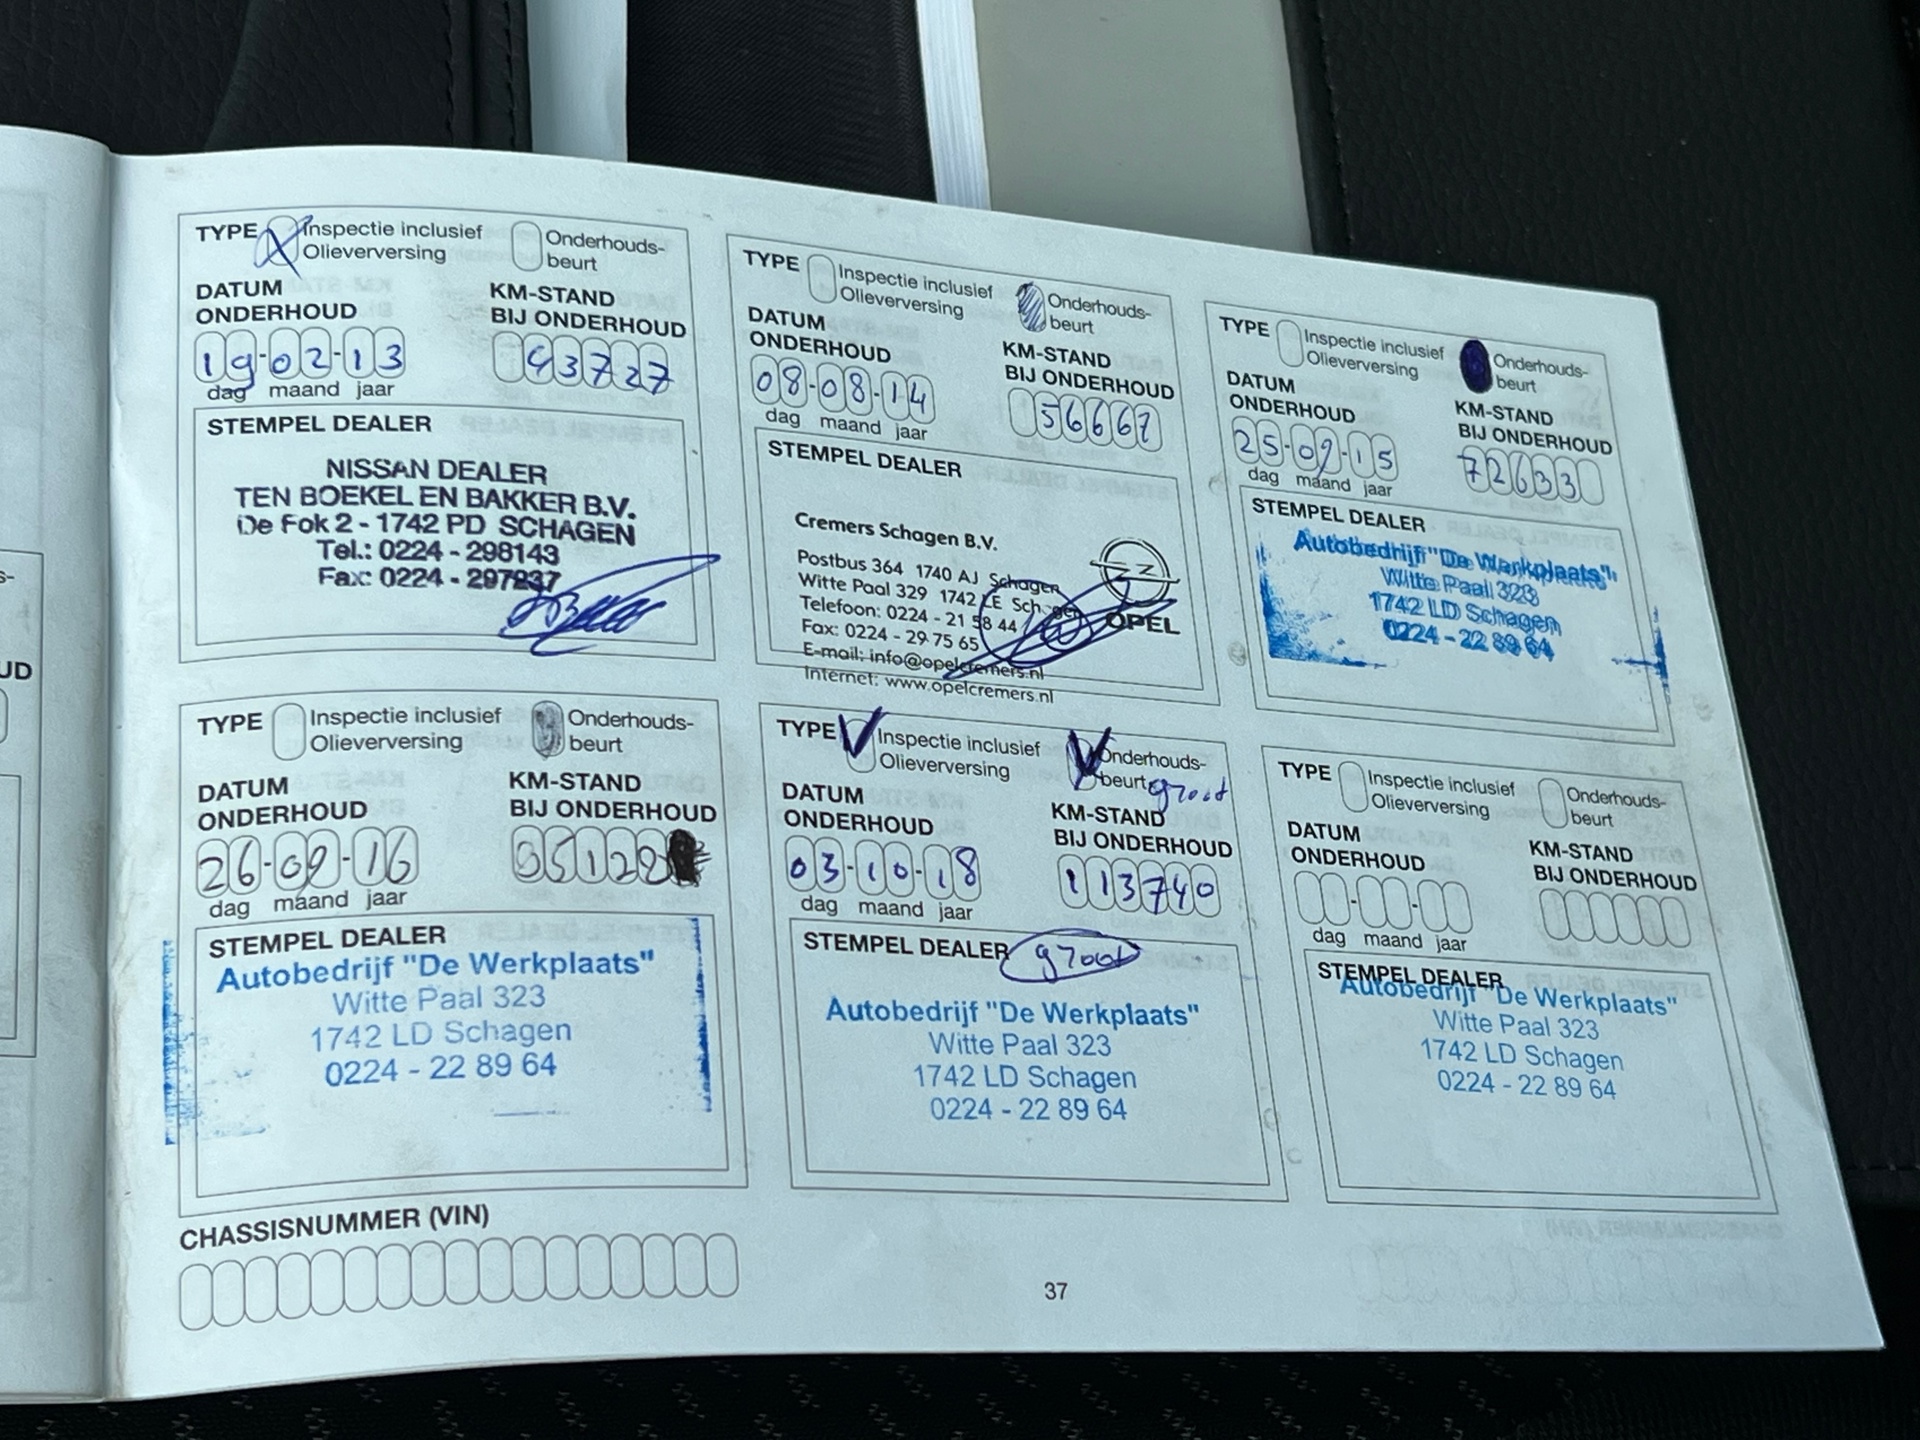 TYPE Inspectie inclusief Olieverversing Onderhouds-beurt
DATUM ONDERHOUD
KM-STAND BIJ ONDERHOUD
19-02-13
43727
dag maand jaar
STEMPEL DEALER
NISSAN DEALER
TEN BOEKEL EN BAKKER B.V.
De Fok 2 - 1742 PD SCHAGEN
Tel.: 0224 - 298143
Fax: 0224 - 297237
TYPE Inspectie inclusief Olieverversing Onderhouds-beurt
DATUM ONDERHOUD
KM-STAND BIJ ONDERHOUD
08-08-14
56667
dag maand jaar
STEMPEL DEALER
Cremers Schagen B.V.
Postbus 364 1740 AJ Schagen
Witte Paal 329 1742 LE Schagen
Telefoon: 0224 - 21 58 44
Fax: 0224 - 29 75 65
E-mail: info@opelcremers.nl
Internet: www.opelcremers.nl
OPEL
TYPE Inspectie inclusief Olieverversing Onderhouds-beurt
DATUM ONDERHOUD
KM-STAND BIJ ONDERHOUD
25-09-15
72633
dag maand jaar
STEMPEL DEALER
Autobedrijf "De Werkplaats"
Witte Paal 323
1742 LD Schagen
0224 - 22 89 64
TYPE Inspectie inclusief Olieverversing Onderhouds-beurt
DATUM ONDERHOUD
KM-STAND BIJ ONDERHOUD
26-09-16
dag maand jaar
STEMPEL DEALER
Autobedrijf "De Werkplaats"
Witte Paal 323
1742 LD Schagen
0224 - 22 89 64
TYPE Inspectie inclusief Olieverversing Onderhouds-beurt groot
DATUM ONDERHOUD
KM-STAND BIJ ONDERHOUD
03-10-18
113740
dag maand jaar
STEMPEL DEALER groot
Autobedrijf "De Werkplaats"
Witte Paal 323
1742 LD Schagen
0224 - 22 89 64
TYPE Inspectie inclusief Olieverversing Onderhouds-beurt
DATUM ONDERHOUD
KM-STAND BIJ ONDERHOUD
dag maand jaar
STEMPEL DEALER
Autobedrijf "De Werkplaats"
Witte Paal 323
1742 LD Schagen
0224 - 22 89 64
CHASSISNUMMER (VIN)
37